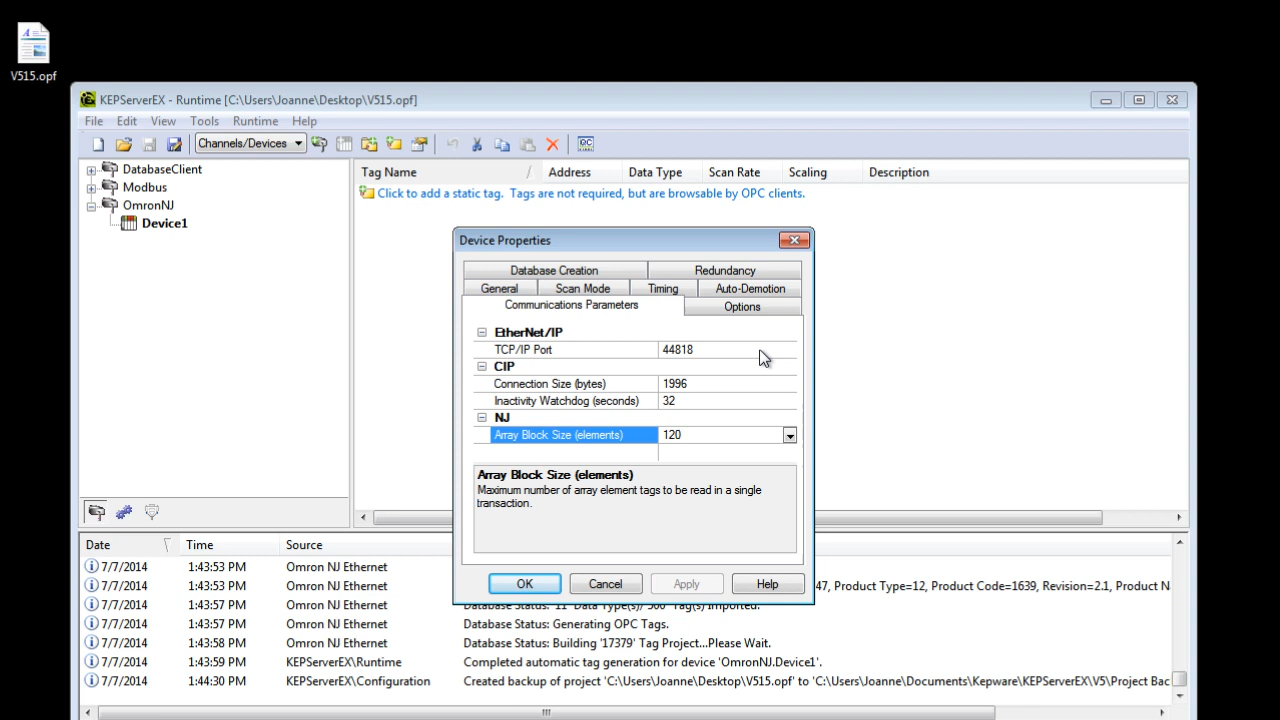 V515.opf
KEPServerEX - Runtime [C:\Users\Joanne\Desktop\V515.opf]
File Edit View Tools Runtime Help
Channels/Devices
DatabaseClient
Modbus
OmronNJ
Device1
Tag Name / Address Data Type Scan Rate Scaling Description
Click to add a static tag. Tags are not required, but are browsable by OPC clients.
Device Properties
Database Creation Redundancy
General Scan Mode Timing Auto-Demotion
Communications Parameters Options
EtherNet/IP
TCP/IP Port 44818
CIP
Connection Size (bytes) 1996
Inactivity Watchdog (seconds) 32
NJ
Array Block Size (elements) 120
Array Block Size (elements)
Maximum number of array element tags to be read in a single
transaction.
OK Cancel Apply Help
Date Time Source
7/7/2014 1:43:53 PM Omron NJ Ethernet
7/7/2014 1:43:53 PM Omron NJ Ethernet 47, Product Type=12, Product Code=1639, Revision=2.1, Product N
7/7/2014 1:43:57 PM Omron NJ Ethernet Database Status: '11' Data Type(s)/ '500' Tag(s) Imported.
7/7/2014 1:43:57 PM Omron NJ Ethernet Database Status: Generating OPC Tags.
7/7/2014 1:43:58 PM Omron NJ Ethernet Database Status: Building '17379' Tag Project...Please Wait.
7/7/2014 1:43:59 PM KEPServerEX\Runtime Completed automatic tag generation for device 'OmronNJ.Device1'.
7/7/2014 1:44:30 PM KEPServerEX\Configuration Created backup of project 'C:\Users\Joanne\Desktop\V515.opf' to 'C:\Users\Joanne\Documents\Kepware\KEPServerEX\V5\Project Bac